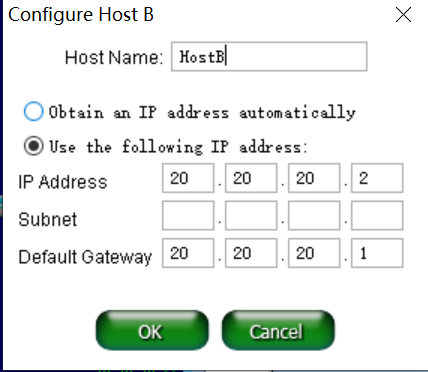 Configure Host B
Host Name: HostB
Obtain an IP address automatically
Use the following IP address:
IP Address 20 . 20 . 20 . 2
Subnet . . .
Default Gateway 20 . 20 . 20 . 1
OK Cancel